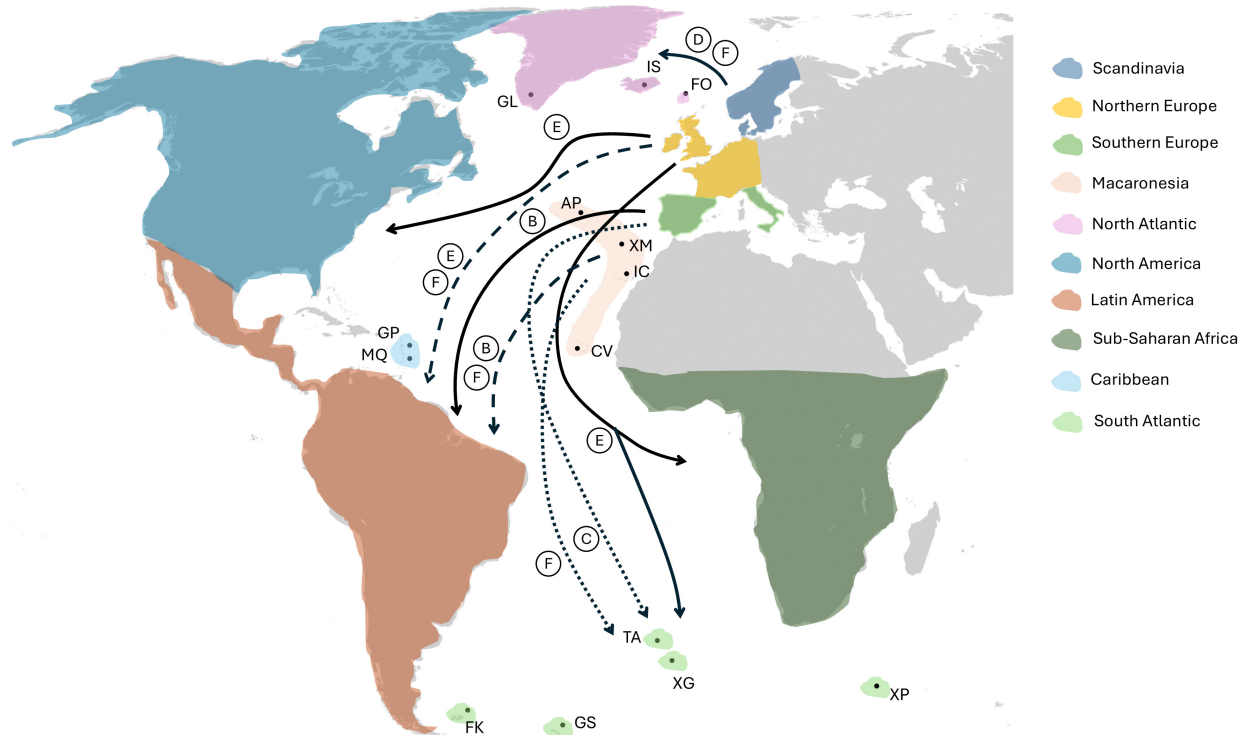 D
F
IS
FO
GL
E
AP
B
XM
E
IC
F
GP
MQ
B
CV
F
E
C
F
TA
XG
XP
FK
GS
Scandinavia
Northern Europe
Southern Europe
Macaronesia
North Atlantic
North America
Latin America
Sub-Saharan Africa
Caribbean
South Atlantic